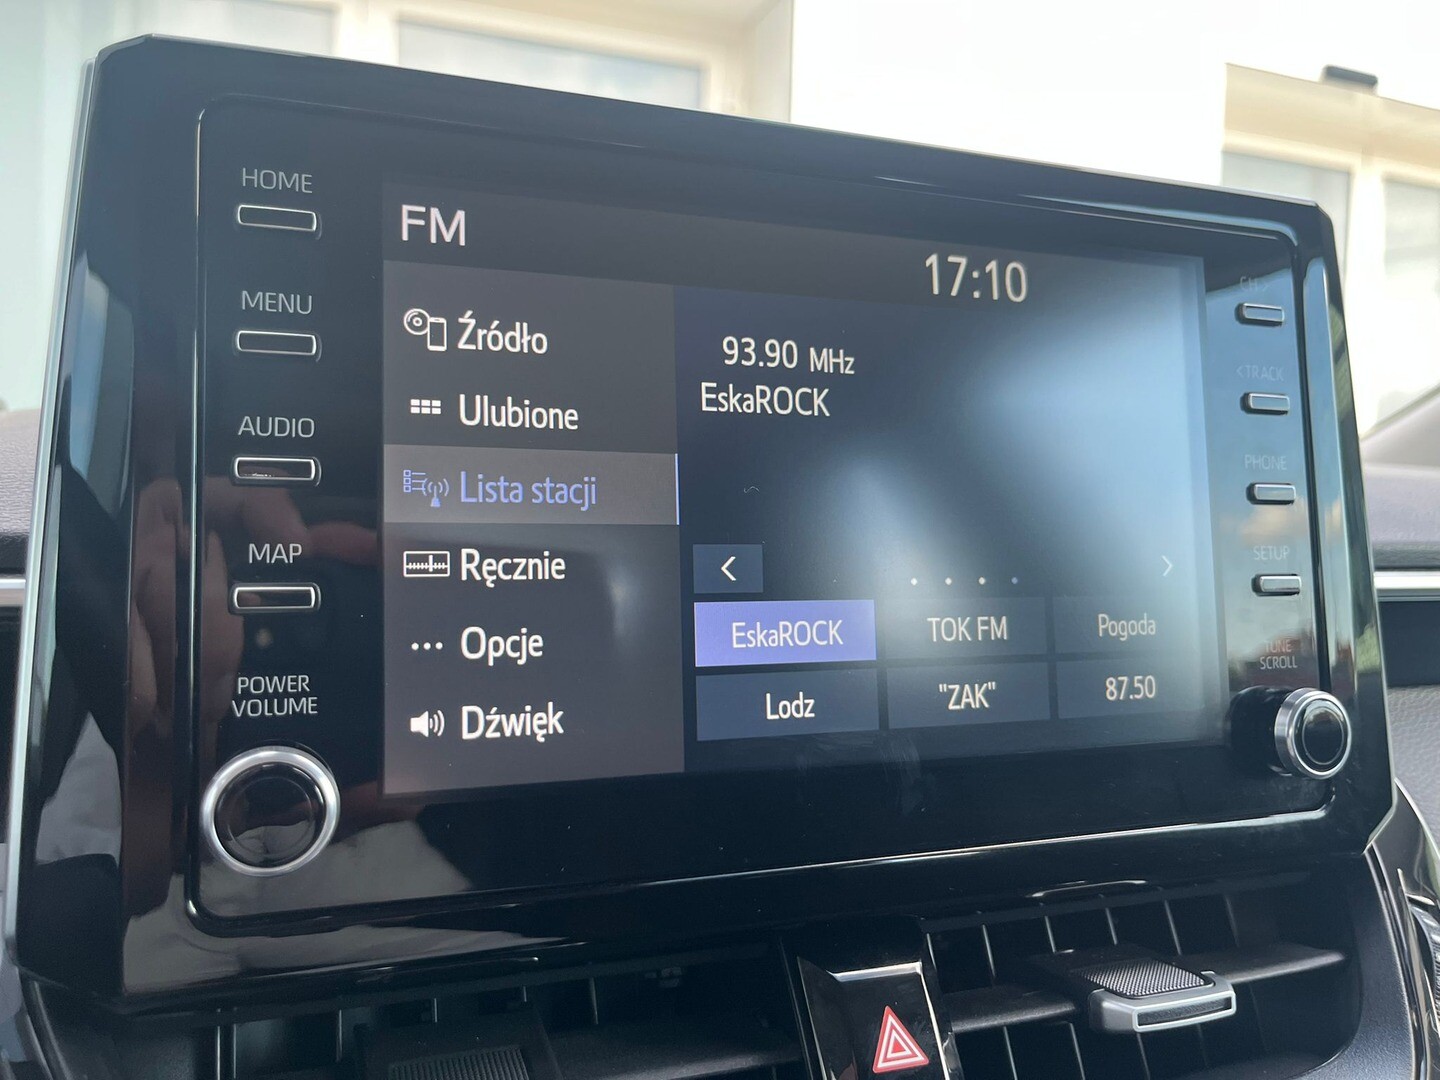 HOME
MENU
AUDIO
MAP
POWER
VOLUME
FM
17:10
Źródło
Ulubione
Lista stacji
Ręcznie
Opcje
Dźwięk
93.90 MHz
EskaROCK
EskaROCK
TOK FM
Pogoda
Lodz
"ZAK"
87.50
<TRACK
PHONE
SETUP
TUNE
SCROLL